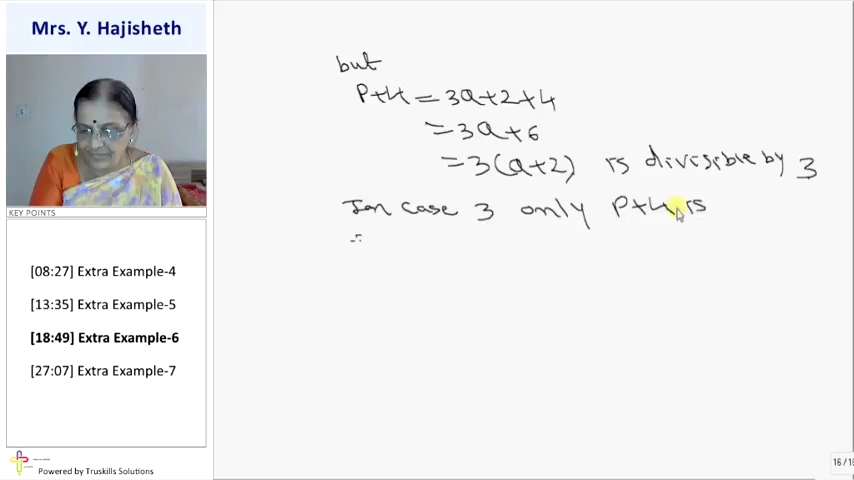 Mrs. Y. Hajisheth
KEY POINTS
[08:27] Extra Example-4
[13:35] Extra Example-5
[18:49] Extra Example-6
[27:07] Extra Example-7
Powered by Truskills Solutions
but
P+4 = 3a+2+4
= 3a+6
= 3(a+2) is divisible by 3
In case 3 only P+4 is
∴
16 / 1